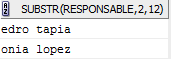 SUBSTR(RESPONSABLE,2,12)
edro tapia
onia lopez